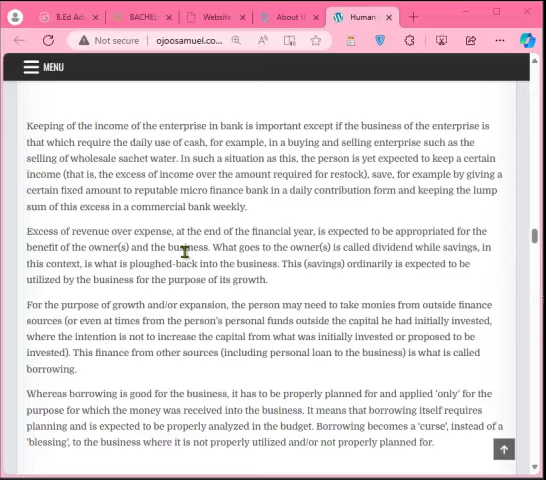 B.Ed Ad
BACHEL
Website
About U
Human
Not secure
ojoosamuel.co...
MENU
Keeping of the income of the enterprise in bank is important except if the business of the enterprise is
that which require the daily use of cash, for example, in a buying and selling enterprise such as the
selling of wholesale sachet water. In such a situation as this, the person is yet expected to keep a certain
income (that is, the excess of income over the amount required for restock), save, for example by giving a
certain fixed amount to reputable micro finance bank in a daily contribution form and keeping the lump
sum of this excess in a commercial bank weekly.
Excess of revenue over expense, at the end of the financial year, is expected to be appropriated for the
benefit of the owner(s) and the business. What goes to the owner(s) is called dividend while savings, in
this context, is what is ploughed-back into the business. This (savings) ordinarily is expected to be
utilized by the business for the purpose of its growth.
For the purpose of growth and/or expansion, the person may need to take monies from outside finance
sources (or even at times from the person's personal funds outside the capital he had initially invested,
where the intention is not to increase the capital from what was initially invested or proposed to be
invested). This finance from other sources (including personal loan to the business) is what is called
borrowing.
Whereas borrowing is good for the business, it has to be properly planned for and applied 'only' for the
purpose for which the money was received into the business. It means that borrowing itself requires
planning and is expected to be properly analyzed in the budget. Borrowing becomes a 'curse', instead of a
'blessing', to the business where it is not properly utilized and/or not properly planned for.